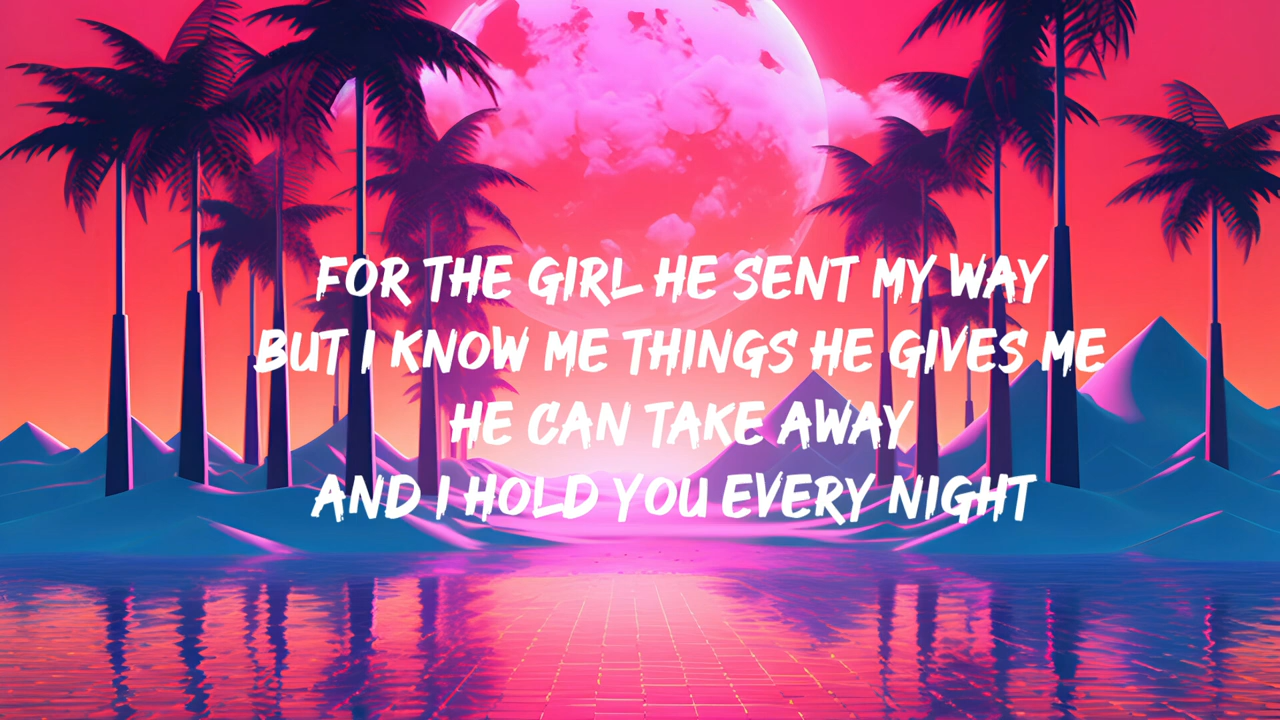 FOR THE GIRL HE SENT MY WAY
BUT I KNOW ME THINGS HE GIVES ME
HE CAN TAKE AWAY
AND I HOLD YOU EVERY NIGHT